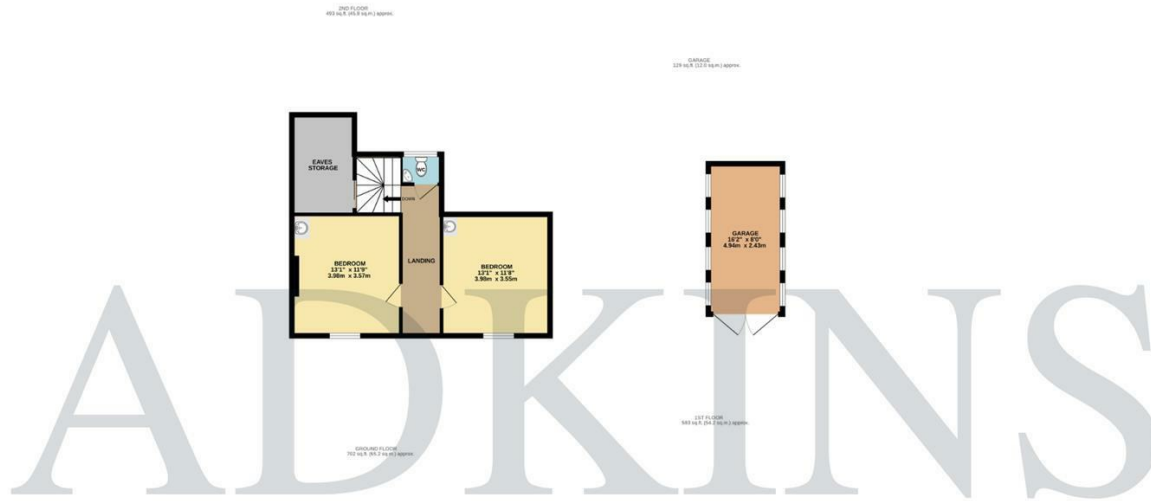 2ND FLOOR
493 sq.ft. (45.8 sq.m.) approx.
GARAGE
129 sq.ft. (12.0 sq.m.) approx.
EAVES
STORAGE
WC
DOWN
BEDROOM
13'1" x 11'9"
3.98m x 3.57m
LANDING
BEDROOM
13'1" x 11'8"
3.98m x 3.55m
GARAGE
16'2" x 8'0"
4.94m x 2.43m
ADKINS
1ST FLOOR
583 sq.ft. (54.2 sq.m.) approx.
GROUND FLOOR
702 sq.ft. (65.2 sq.m.) approx.